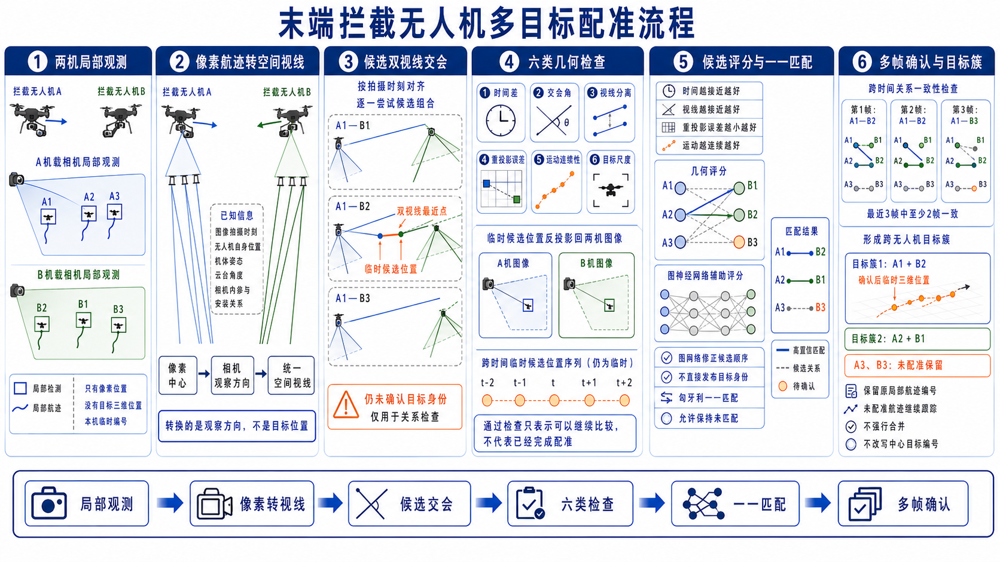 末端拦截无人机多目标配准流程
1 两机局部观测
拦截无人机A
拦截无人机B
A机载相机局部观测
A1
A2
A3
B机载相机局部观测
B2
B1
B3
局部检测
局部航迹
只有像素位置
没有目标三维位置
本机临时编号
2 像素航迹转空间视线
拦截无人机A
拦截无人机B
已知信息
图像拍摄时刻
无人机自身位置
机体姿态
云台角度
相机内参与
安装关系
像素
中心
相机
观察方向
统一
空间视线
转换的是观察方向，不是目标位置
3 候选双视线交会
按拍摄时刻对齐
逐一尝试候选组合
A1—B1
A1—B2
双视线最近点
临时候选位置
A1—B3
仍未确认目标身份
仅用于关系检查
4 六类几何检查
1 时间差
2 交会角
θ
3 视线分离
4 重投影误差
5 运动连续性
6 目标尺度
临时候选位置反投影回两机图像
A机图像
B机图像
跨时间临时候选位置序列（仍为临时）
t-2
t-1
t
t+1
t+2
通过检查只表示可以继续比较，
不代表已经完成配准
5 候选评分与一一匹配
时间越接近越好
视线越接近越好
重投影误差越小越好
运动越连续越好
几何评分
A1
B1
A2
B2
A3
B3
图神经网络辅助评分
图网络修正候选顺序
不直接发布目标身份
匈牙利一一匹配
允许保持未匹配
匹配结果
A1
B2
A2
B1
A3
B3
高置信匹配
候选关系
待确认
6 多帧确认与目标簇
跨时间关系一致性检查
第1帧：
A1—B2
A1
B1
A2
B2
A3
B3
第2帧：
A1—B2
A1
B1
A2
B2
A3
B3
第3帧：
A1—B3
A1
B1
A2
B2
A3
B3
最近3帧中至少2帧一致
形成跨无人机目标簇
目标簇1：A1 + B2
确认后临时三维位置
目标簇2：A2 + B1
A3、B3：未配准保留
保留原局部航迹编号
未配准航迹继续跟踪
不强行合并
不改写中心目标编号
局部观测
像素转视线
候选交会
六类检查
一一匹配
多帧确认